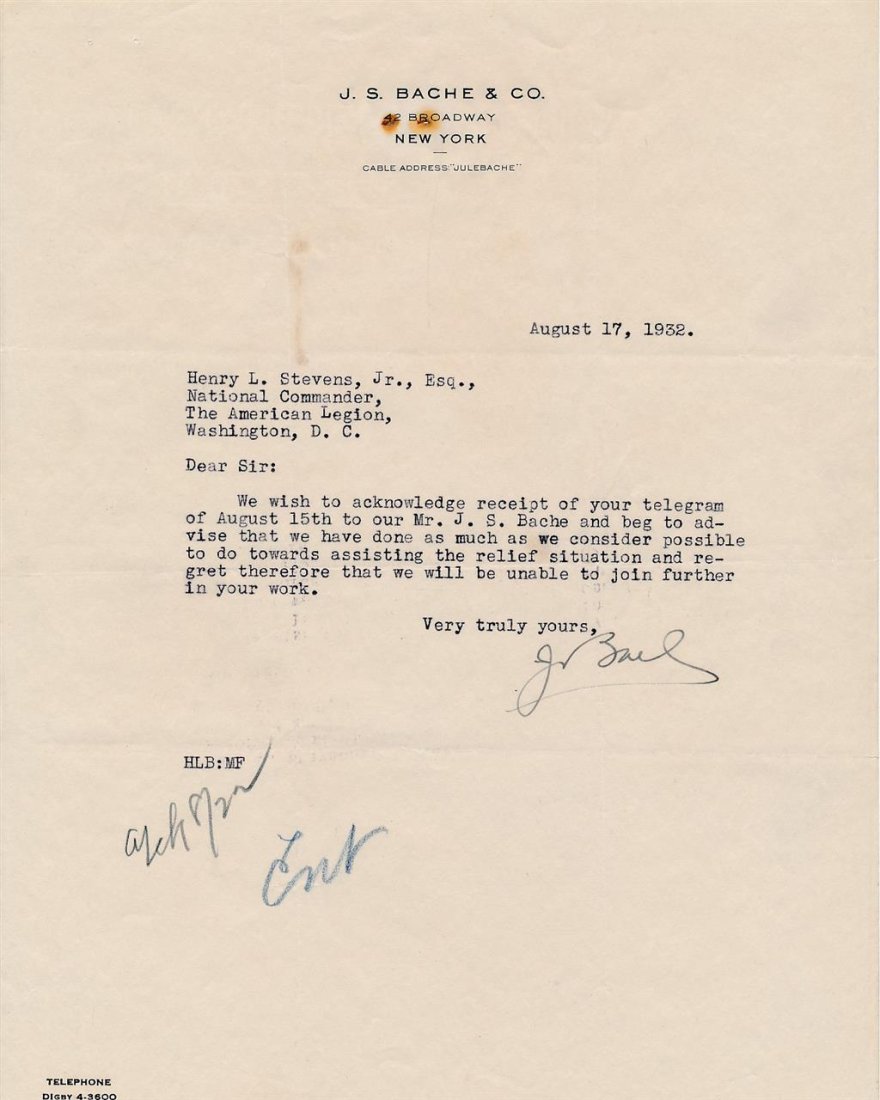 J. S. BACHE & CO.
42 BROADWAY
NEW YORK
CABLE ADDRESS "JULEBACHE"
August 17, 1932.
Henry L. Stevens, Jr., Esq.,
National Commander,
The American Legion,
Washington, D. C.
Dear Sir:
We wish to acknowledge receipt of your telegram
of August 15th to our Mr. J. S. Bache and beg to ad-
vise that we have done as much as we consider possible
to do towards assisting the relief situation and re-
gret therefore that we will be unable to join further
in your work.
Very truly yours,
JS Bache
HLB:MF
TELEPHONE
DIGBY 4-3600